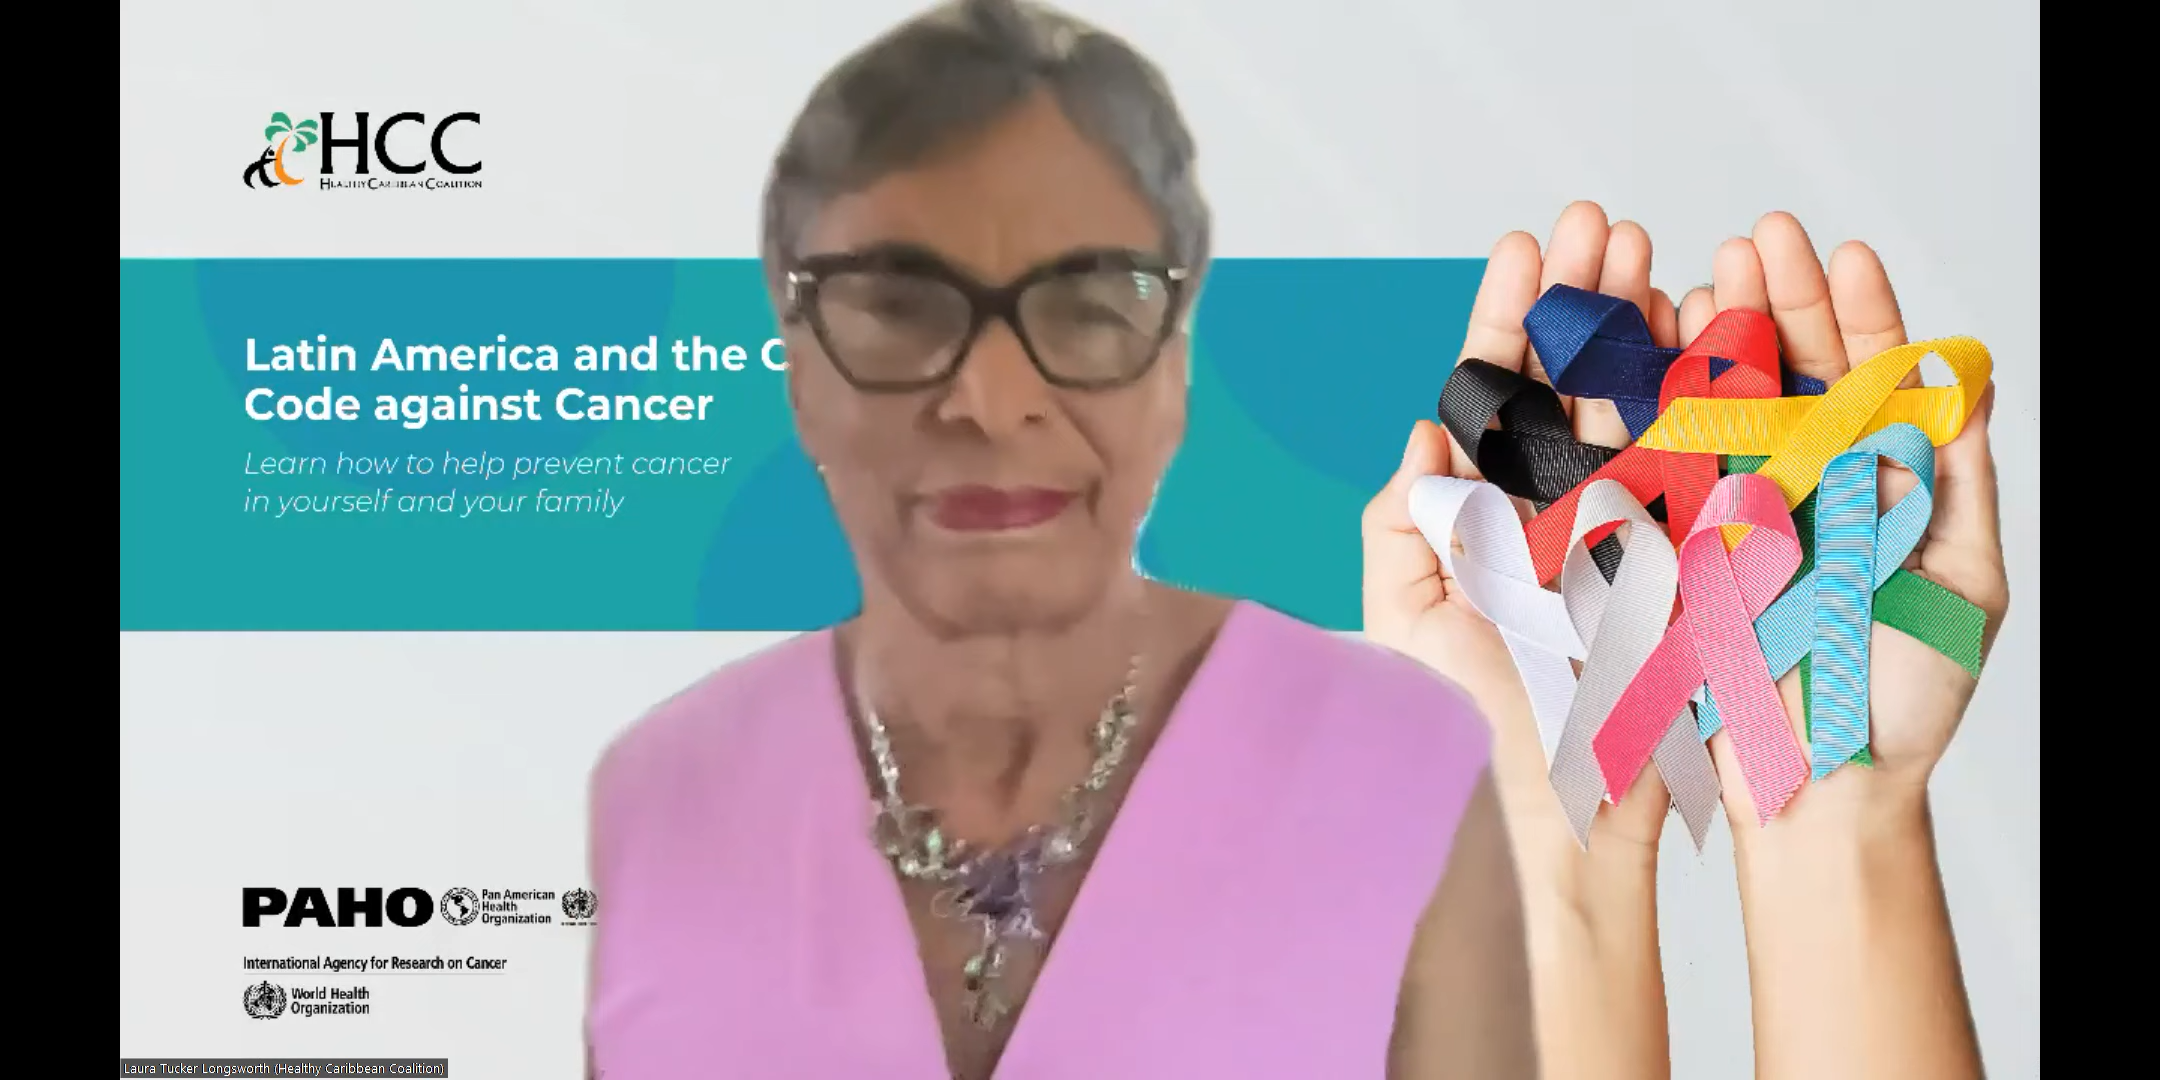 HCC
HEALTHY CARIBBEAN COALITION
Latin America and the C
Code against Cancer
Learn how to help prevent cancer
in yourself and your family
PAHO
Pan American
Health
Organization
International Agency for Research on Cancer
World Health
Organization
Laura Tucker Longsworth (Healthy Caribbean Coalition)